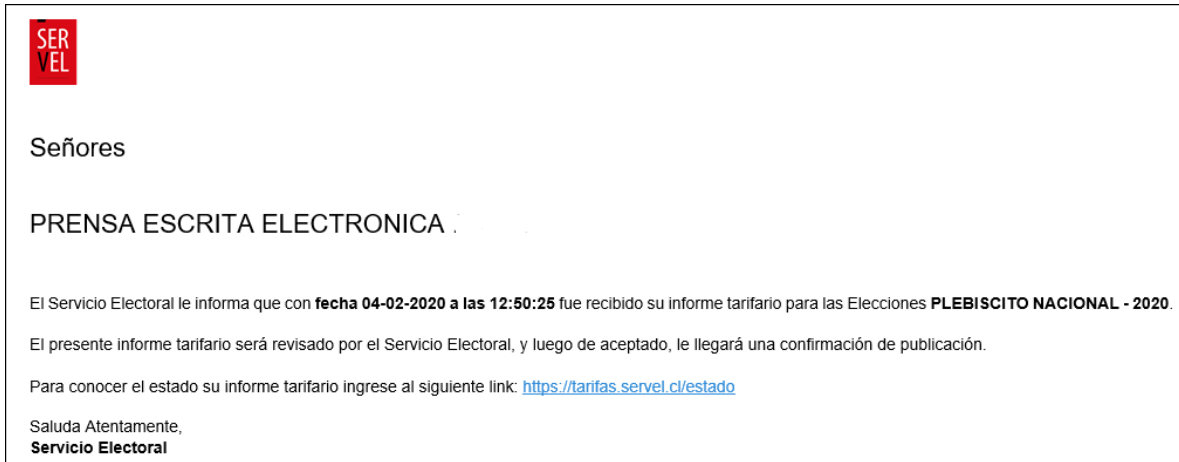 SER
VEL
Señores
PRENSA ESCRITA ELECTRONICA
El Servicio Electoral le informa que con fecha 04-02-2020 a las 12:50:25 fue recibido su informe tarifario para las Elecciones PLEBISCITO NACIONAL - 2020.
El presente informe tarifario será revisado por el Servicio Electoral, y luego de aceptado, le llegará una confirmación de publicación.
Para conocer el estado su informe tarifario ingrese al siguiente link: https://tarifas.servel.cl/estado
Saluda Atentamente,
Servicio Electoral